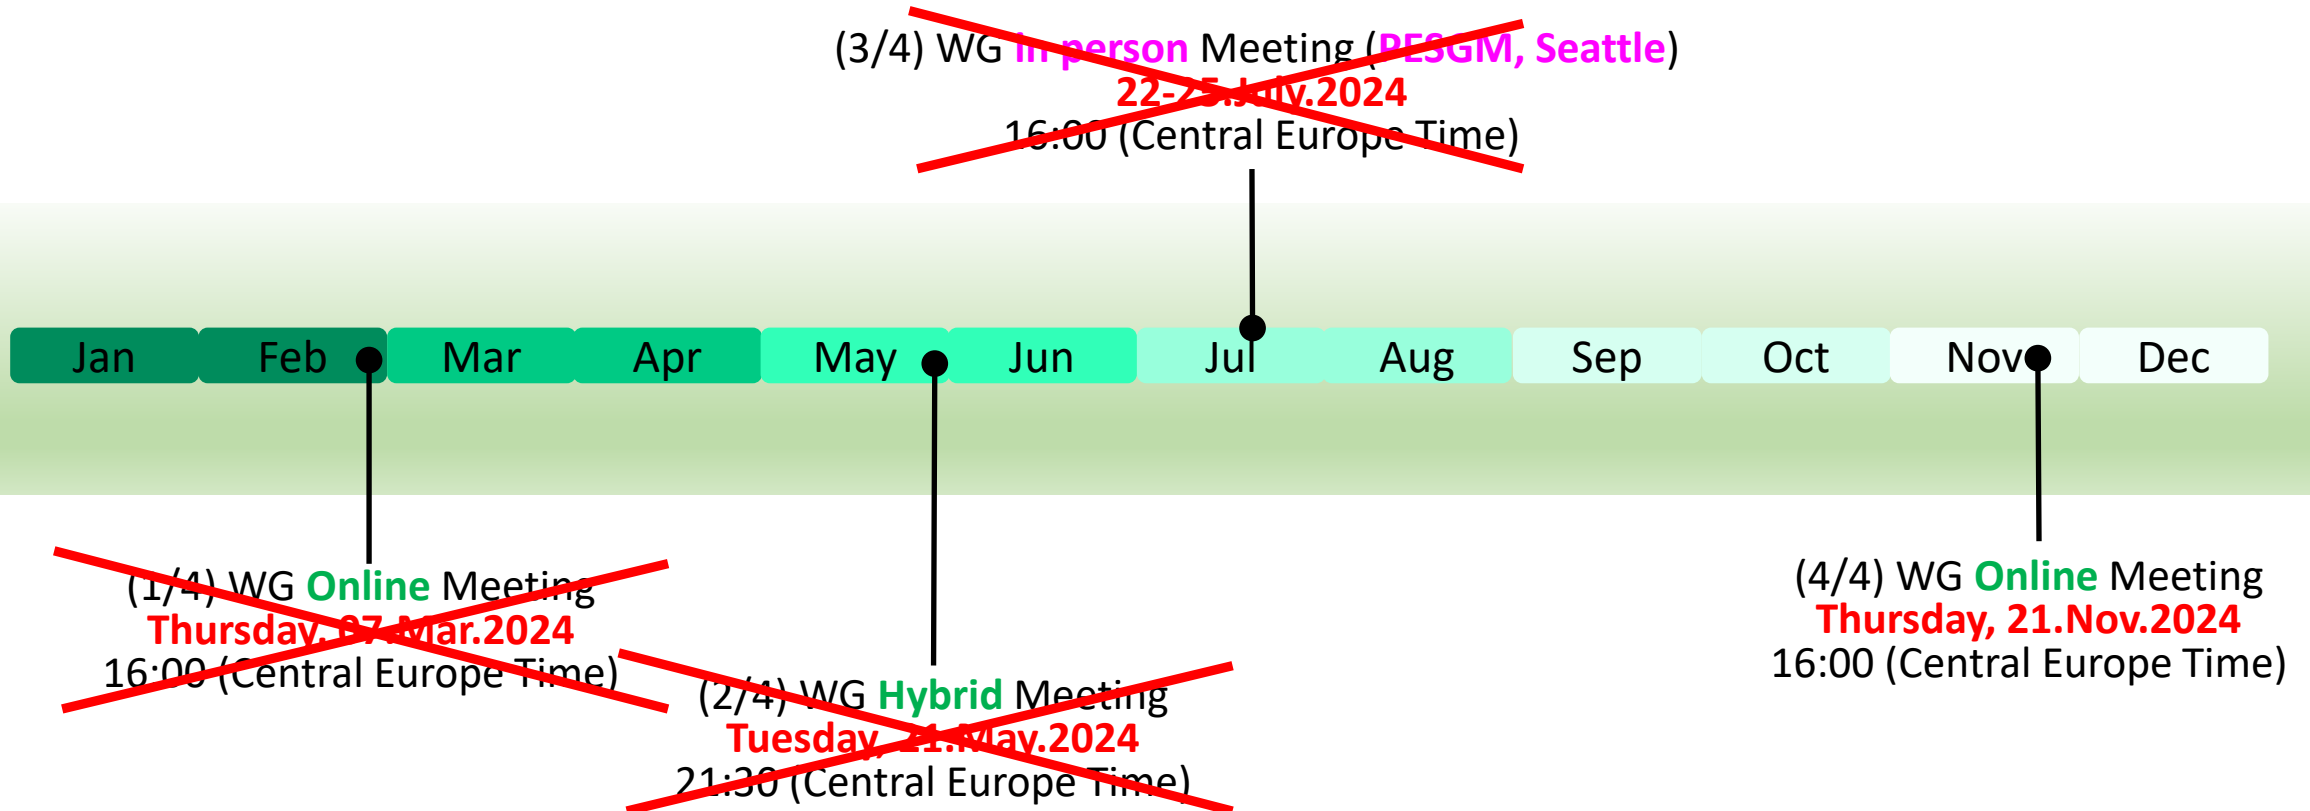 (3/4) WG In person Meeting (PESGM, Seattle)
22-25.July.2024
16:00 (Central Europe Time)
Jan Feb Mar Apr May Jun Jul Aug Sep Oct Nov Dec
(1/4) WG Online Meeting
Thursday, 07.Mar.2024
16:00 (Central Europe Time)
(2/4) WG Hybrid Meeting
Tuesday, 21.May.2024
21:30 (Central Europe Time)
(4/4) WG Online Meeting
Thursday, 21.Nov.2024
16:00 (Central Europe Time)